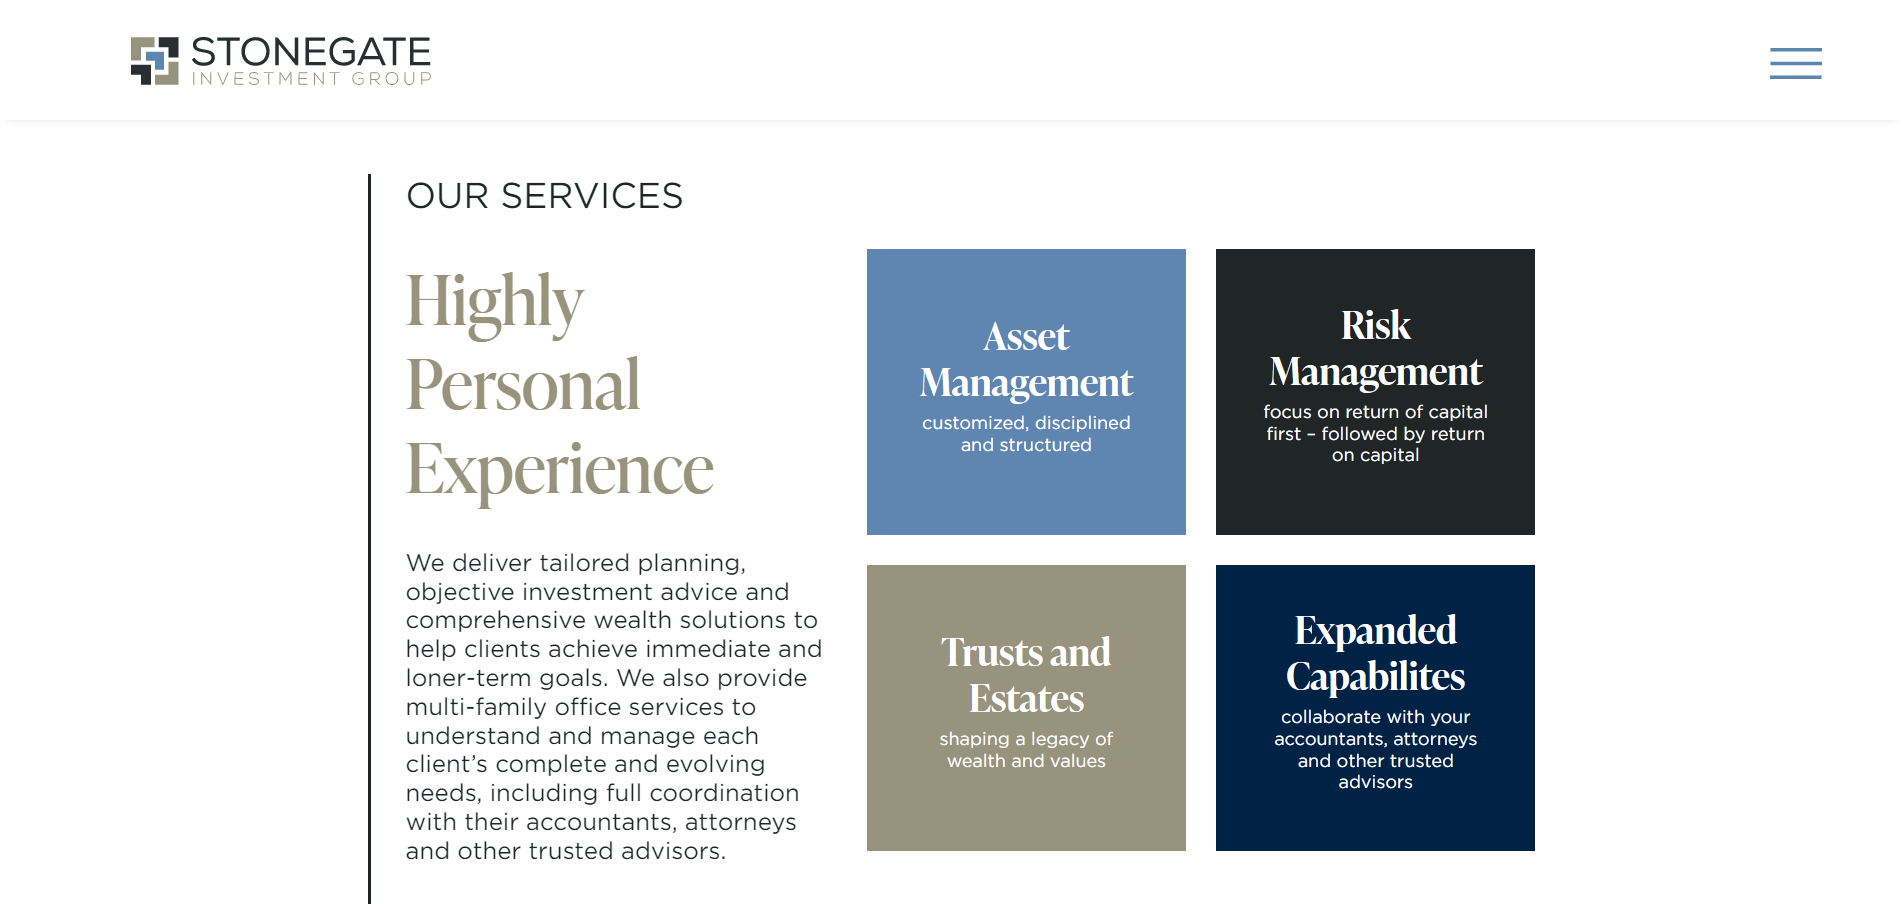 STONEGATE
INVESTMENT GROUP
OUR SERVICES
Highly
Personal
Experience
We deliver tailored planning,
objective investment advice and
comprehensive wealth solutions to
help clients achieve immediate and
loner-term goals. We also provide
multi-family office services to
understand and manage each
client’s complete and evolving
needs, including full coordination
with their accountants, attorneys
and other trusted advisors.
Asset
Management
customized, disciplined
and structured
Risk
Management
focus on return of capital
first – followed by return
on capital
Trusts and
Estates
shaping a legacy of
wealth and values
Expanded
Capabilites
collaborate with your
accountants, attorneys
and other trusted
advisors